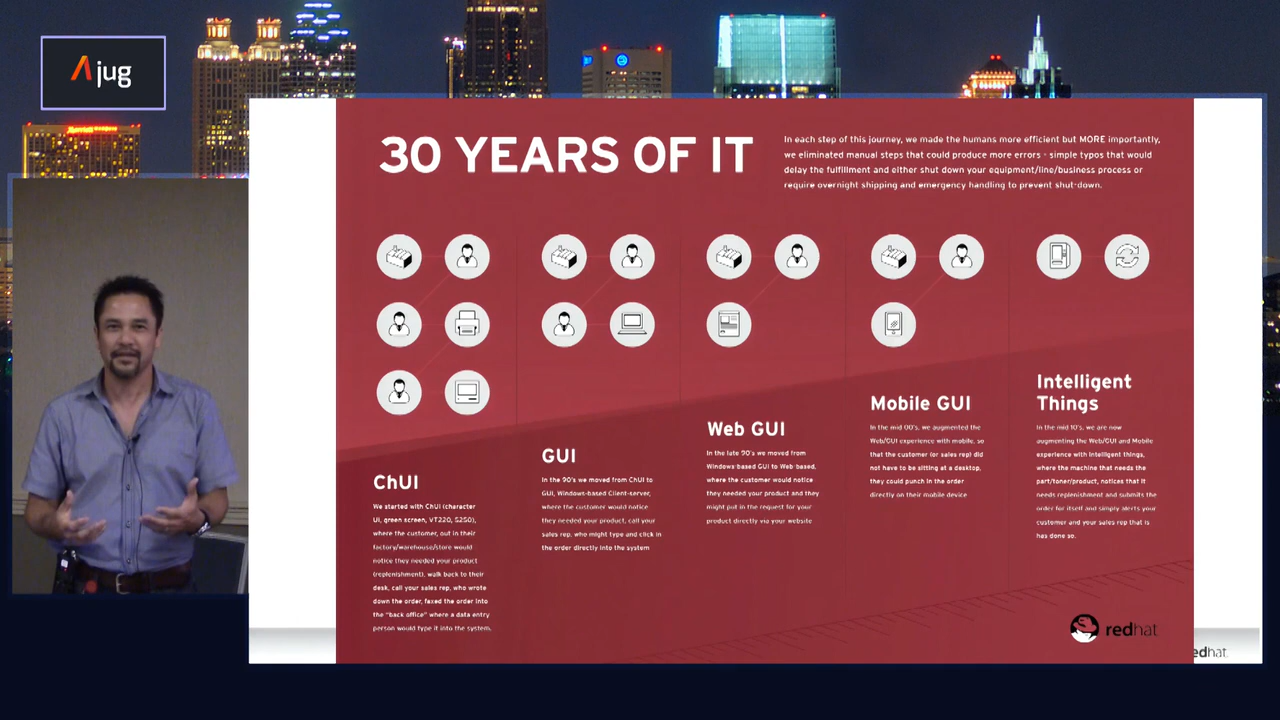 Ajug
Marriott
30 YEARS OF IT
In each step of this journey, we made the humans more efficient but MORE importantly,
we eliminated manual steps that could produce more errors - simple typos that would
delay the fulfillment and either shut down your equipment/line/business process or
require overnight shipping and emergency handling to prevent shut-down.
ChUI
We started with ChUI (character
UI, green screen, VT220, 5250),
where the customer, out in their
factory/warehouse/store would
notice they needed your product
(replenishment), walk back to their
desk, call your sales rep, who wrote
down the order, faxed the order into
the "back office" where a data entry
person would type it into the system.
GUI
In the 90's we moved from ChUI to
GUI, Windows-based Client-server,
where the customer would notice
they needed your product, call your
sales rep, who might type and click in
the order directly into the system
Web GUI
In the late 90's we moved from
Windows-based GUI to Web-based,
where the customer would notice
they needed your product and they
might put in the request for your
product directly via your website
Mobile GUI
In the mid 00's, we augmented the
Web/GUI experience with mobile, so
that the customer (or sales rep) did
not have to be sitting at a desktop,
they could punch in the order
directly on their mobile device
Intelligent
Things
In the mid 10's, we are now
augmenting the Web/GUI and Mobile
experience with Intelligent things,
where the machine that needs the
part/toner/product, notices that it
needs replenishment and submits the
order for itself and simply alerts your
customer and your sales rep that is
has done so.
redhat
edhat.